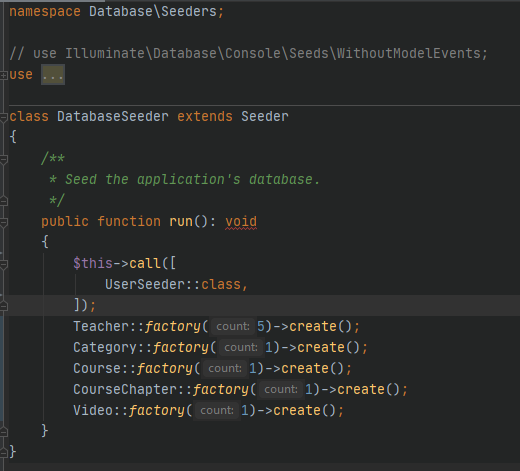 namespace Database\Seeders;
// use Illuminate\Database\Console\Seeds\WithoutModelEvents;
use ...
class DatabaseSeeder extends Seeder
{
/**
* Seed the application's database.
*/
public function run(): void
{
$this->call([
UserSeeder::class,
]);
Teacher::factory( count: 5)->create();
Category::factory( count: 1)->create();
Course::factory( count: 1)->create();
CourseChapter::factory( count: 1)->create();
Video::factory( count: 1)->create();
}
}